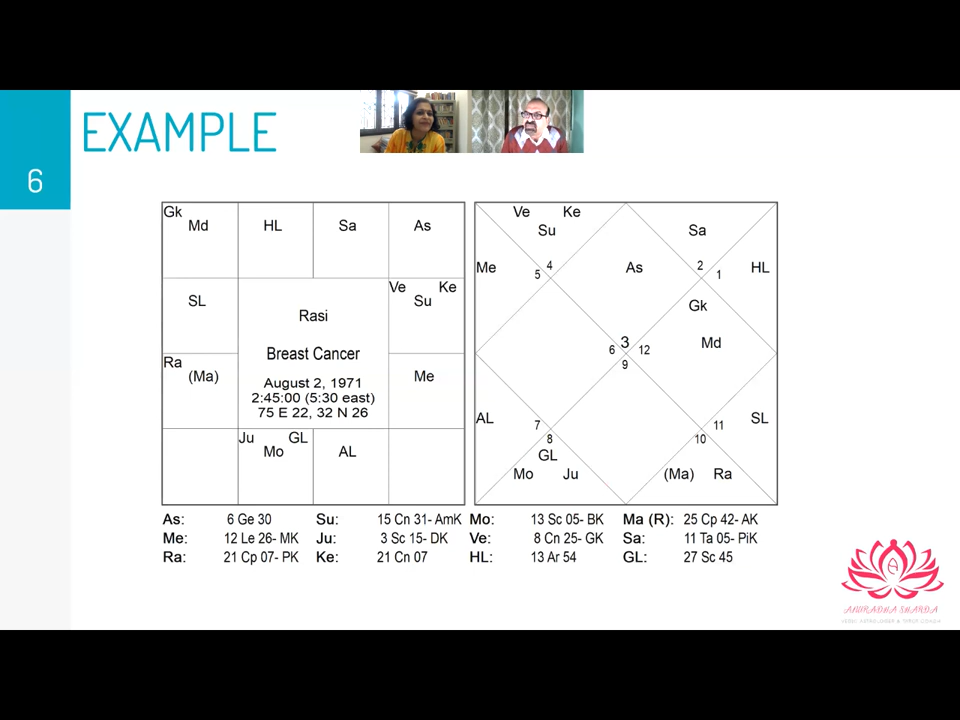 EXAMPLE
6
Gk
Md
HL
Sa
As
SL
Ve Ke
Su
Ra
(Ma)
Me
Ju GL
Mo
AL
Rasi
Breast Cancer
August 2, 1971
2:45:00 (5:30 east)
75 E 22, 32 N 26
Ve Ke
Su
Sa
Me
5
4
As
2
1
HL
Gk
Md
6
3
12
9
AL
7
8
GL
Mo Ju
11
10
SL
(Ma) Ra
As: 6 Ge 30 Su: 15 Cn 31- AmK Mo: 13 Sc 05- BK Ma (R): 25 Cp 42- AK
Me: 12 Le 26- MK Ju: 3 Sc 15- DK Ve: 8 Cn 25- GK Sa: 11 Ta 05- PiK
Ra: 21 Cp 07- PK Ke: 21 Cn 07 HL: 13 Ar 54 GL: 27 Sc 45
ANURADHA SHARDA